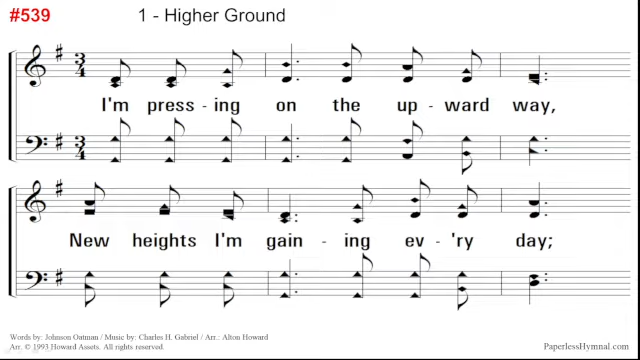 #539 1 - Higher Ground
I'm press - ing on the up - ward way,
New heights I'm gain - ing ev - 'ry day;
Words by: Johnson Oatman / Music by: Charles H. Gabriel / Arr.: Alton Howard
Arr. © 1993 Howard Assets. All rights reserved.
PaperlessHymnal.com